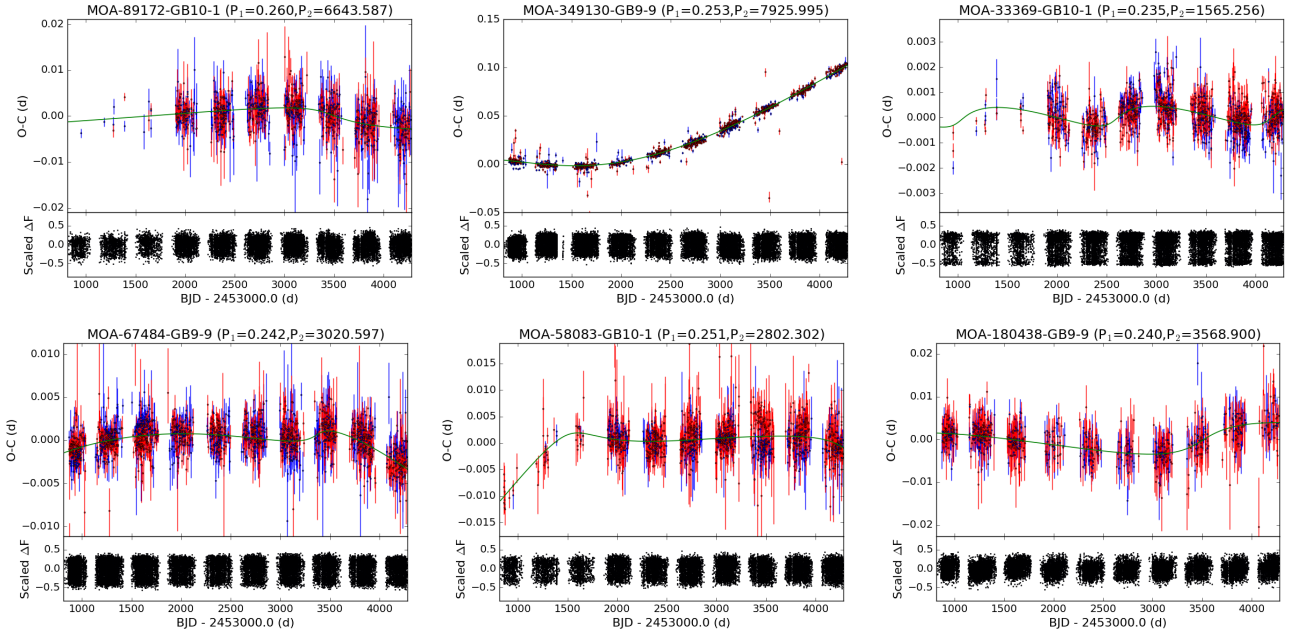 MOA-89172-GB10-1 (P1=0.260,P2=6643.587)
0.02
0.01
0.00
−0.01
−0.02
O-C (d)
0.5
0.0
−0.5
Scaled ΔF
1000 1500 2000 2500 3000 3500 4000
BJD - 2453000.0 (d)
MOA-349130-GB9-9 (P1=0.253,P2=7925.995)
0.15
0.10
0.05
0.00
−0.05
O-C (d)
0.5
0.0
−0.5
Scaled ΔF
1000 1500 2000 2500 3000 3500 4000
BJD - 2453000.0 (d)
MOA-33369-GB10-1 (P1=0.235,P2=1565.256)
0.003
0.002
0.001
0.000
−0.001
−0.002
−0.003
O-C (d)
0.5
0.0
−0.5
Scaled ΔF
1000 1500 2000 2500 3000 3500 4000
BJD - 2453000.0 (d)
MOA-67484-GB9-9 (P1=0.242,P2=3020.597)
0.010
0.005
0.000
−0.005
−0.010
O-C (d)
0.5
0.0
−0.5
Scaled ΔF
1000 1500 2000 2500 3000 3500 4000
BJD - 2453000.0 (d)
MOA-58083-GB10-1 (P1=0.251,P2=2802.302)
0.015
0.010
0.005
0.000
−0.005
−0.010
−0.015
O-C (d)
0.5
0.0
−0.5
Scaled ΔF
1000 1500 2000 2500 3000 3500 4000
BJD - 2453000.0 (d)
MOA-180438-GB9-9 (P1=0.240,P2=3568.900)
0.02
0.01
0.00
−0.01
−0.02
O-C (d)
0.5
0.0
−0.5
Scaled ΔF
1000 1500 2000 2500 3000 3500 4000
BJD - 2453000.0 (d)